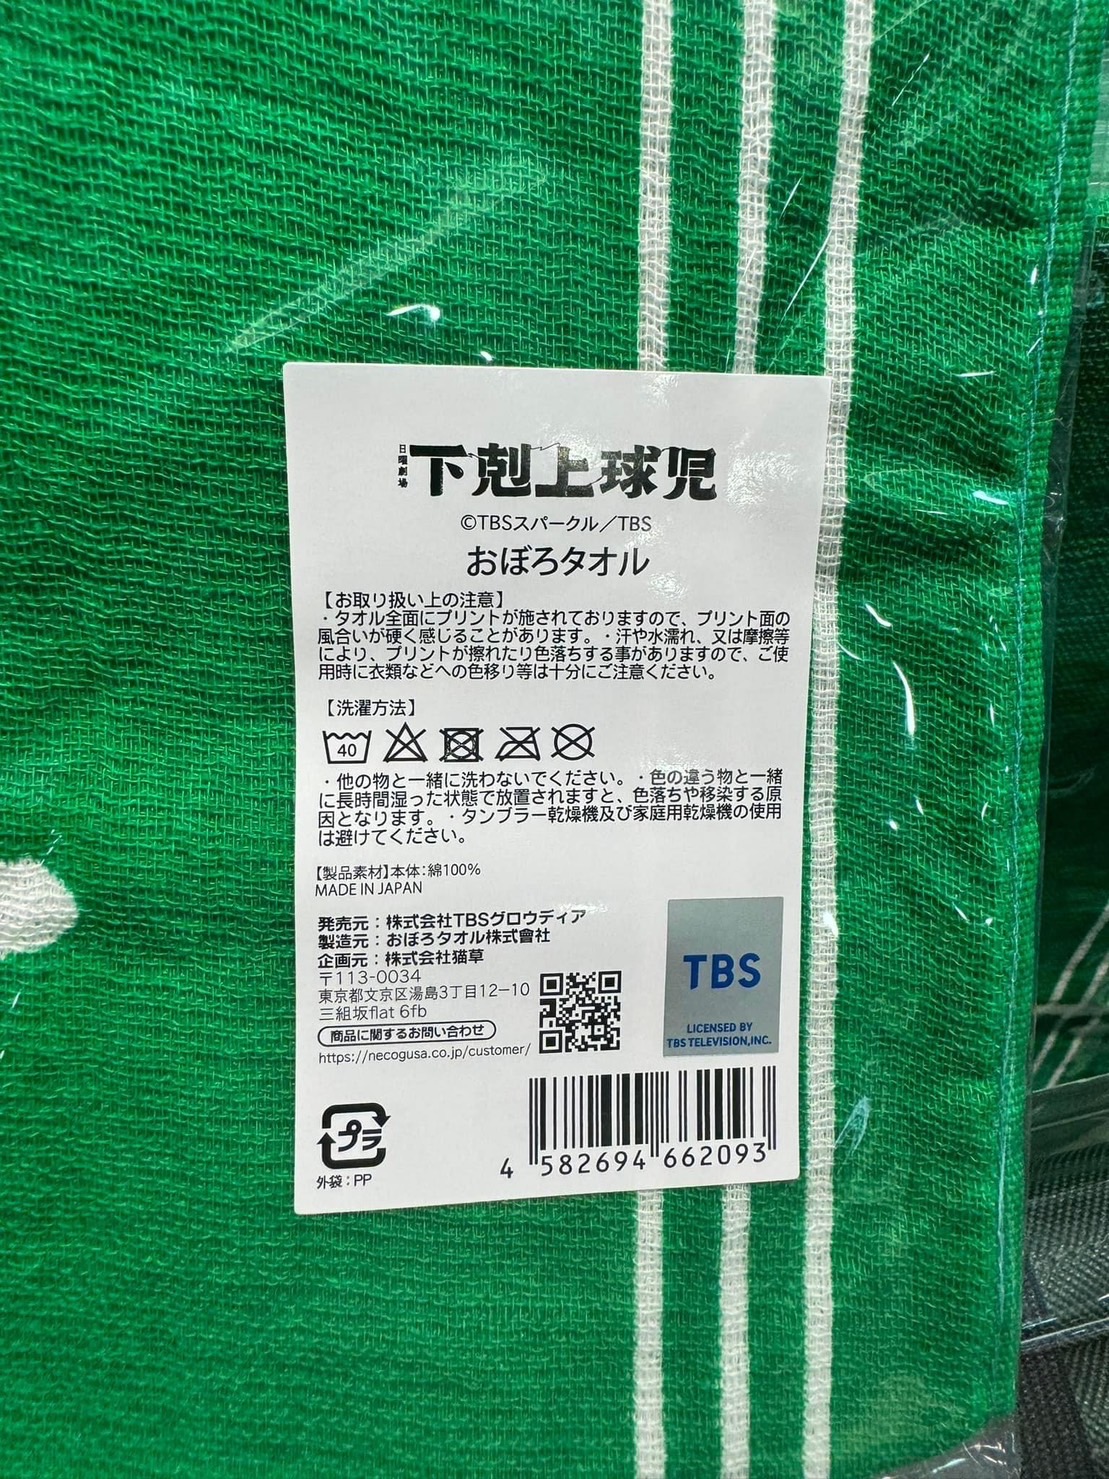 日曜劇場
下剋上球児
©TBSスパークル／TBS
おぼろタオル
【お取り扱い上の注意】
・タオル全面にプリントが施されておりますので、プリント面の
風合いが硬く感じることがあります。・汗や水濡れ、又は摩擦等
により、プリントが擦れたり色落ちする事がありますので、ご使
用時に衣類などへの色移り等は十分にご注意ください。
【洗濯方法】
40
・他の物と一緒に洗わないでください。・色の違う物と一緒
に長時間湿った状態で放置されますと、色落ちや移染する原
因となります。・タンブラー乾燥機及び家庭用乾燥機の使用
は避けてください。
【製品素材】本体：綿100%
MADE IN JAPAN
発売元：株式会社TBSグロウディア
製造元：おぼろタオル株式會社
企画元：株式会社猫草
〒113-0034
東京都文京区湯島3丁目12-10
三組坂flat 6fb
商品に関するお問い合わせ
https://necogusa.co.jp/customer/
TBS
LICENSED BY
TBS TELEVISION,INC.
プラ
外袋：PP
4 582694 662093